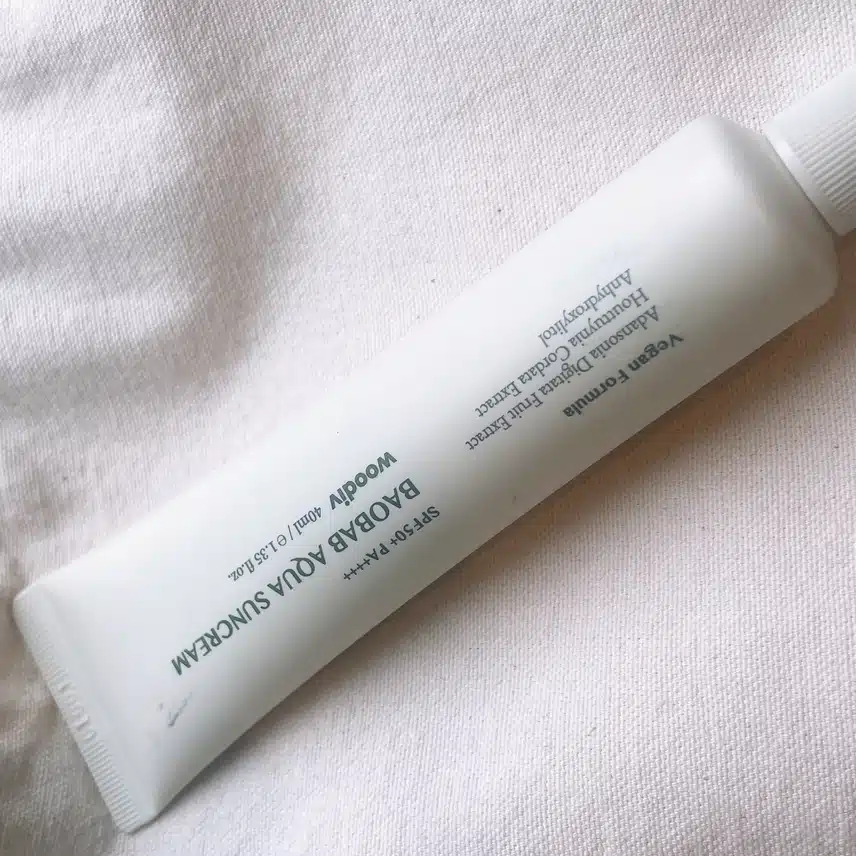 Vegan Formula
Adansonia Digitata Fruit Extract
Houttuynia Cordata Extract
Anhydroxylitol
SPF50+ PA++++
BAOBAB AQUA SUNCREAM
woodiv 40ml / ℮1.35 fl.oz.